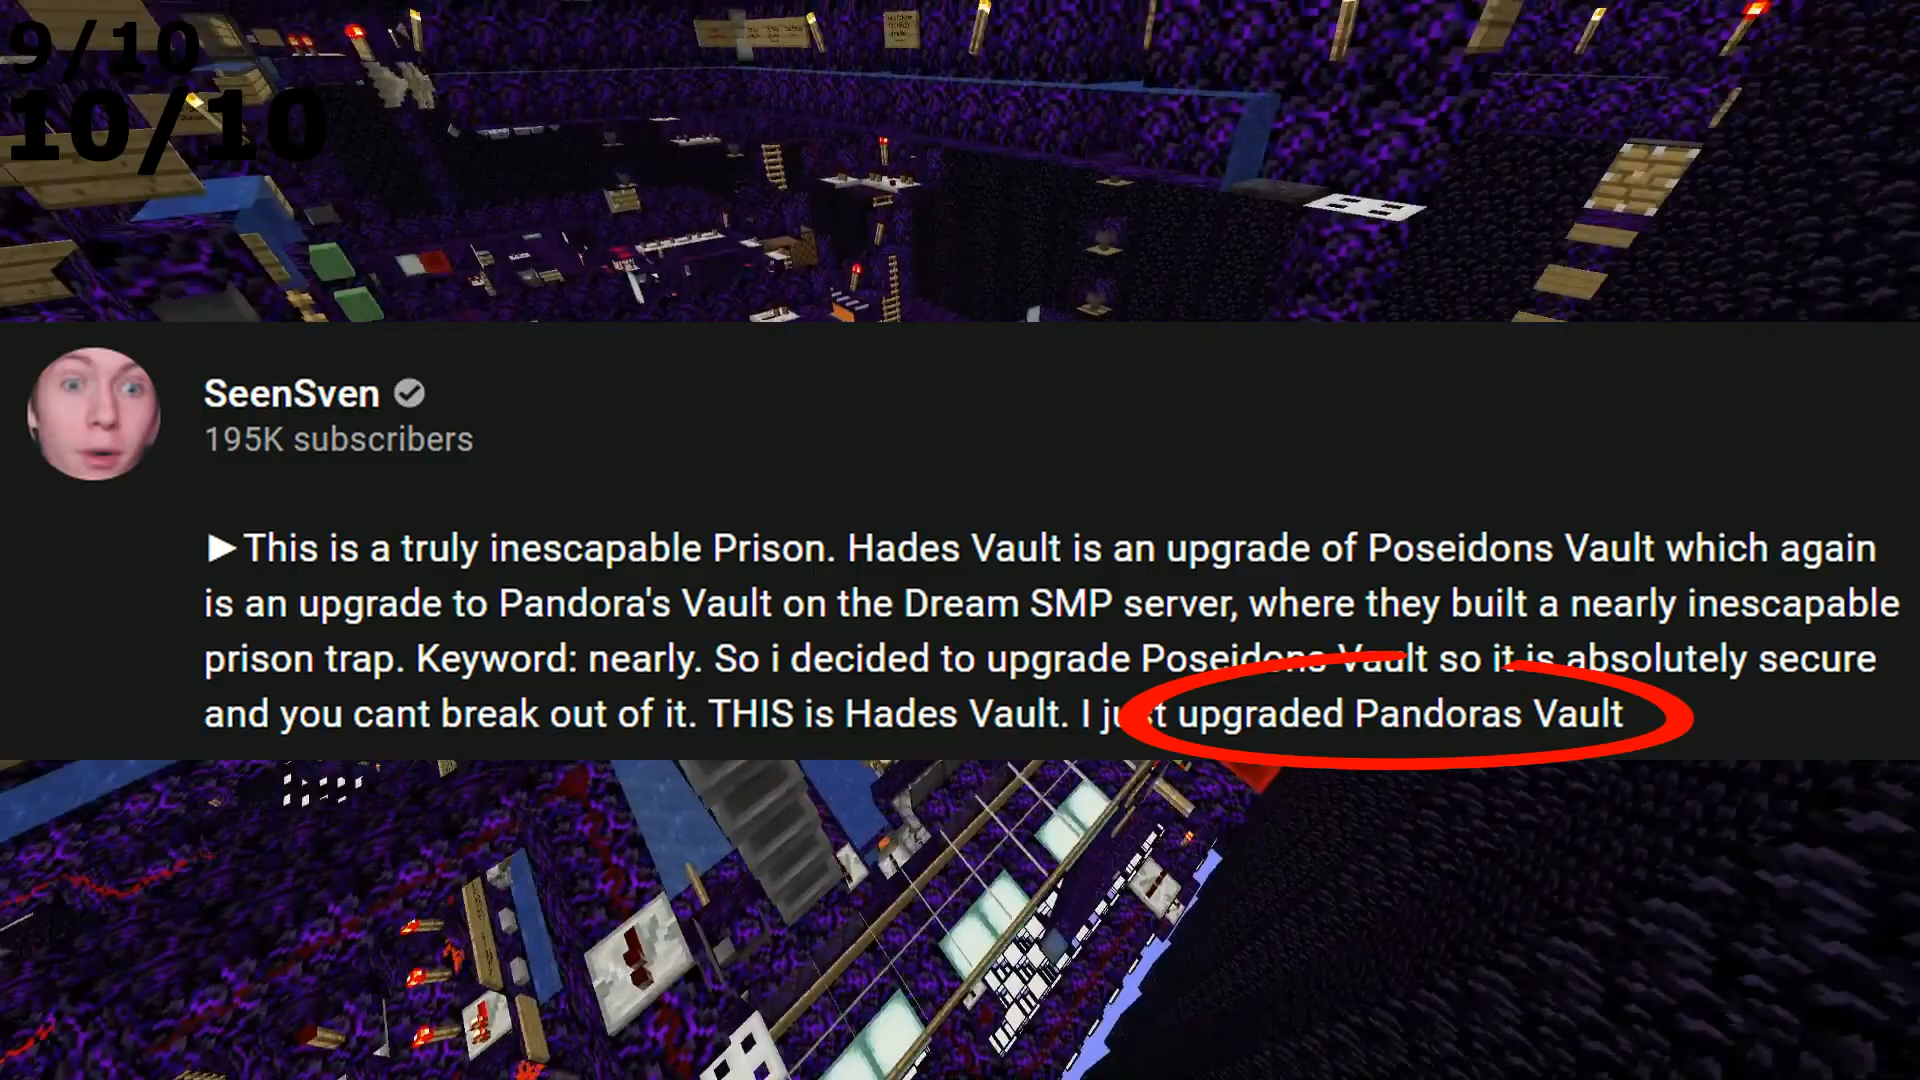 9/10
10/10
SeenSven
195K subscribers
►This is a truly inescapable Prison. Hades Vault is an upgrade of Poseidons Vault which again
is an upgrade to Pandora's Vault on the Dream SMP server, where they built a nearly inescapable
prison trap. Keyword: nearly. So i decided to upgrade Poseidons Vault so it is absolutely secure
and you cant break out of it. THIS is Hades Vault. I just upgraded Pandoras Vault